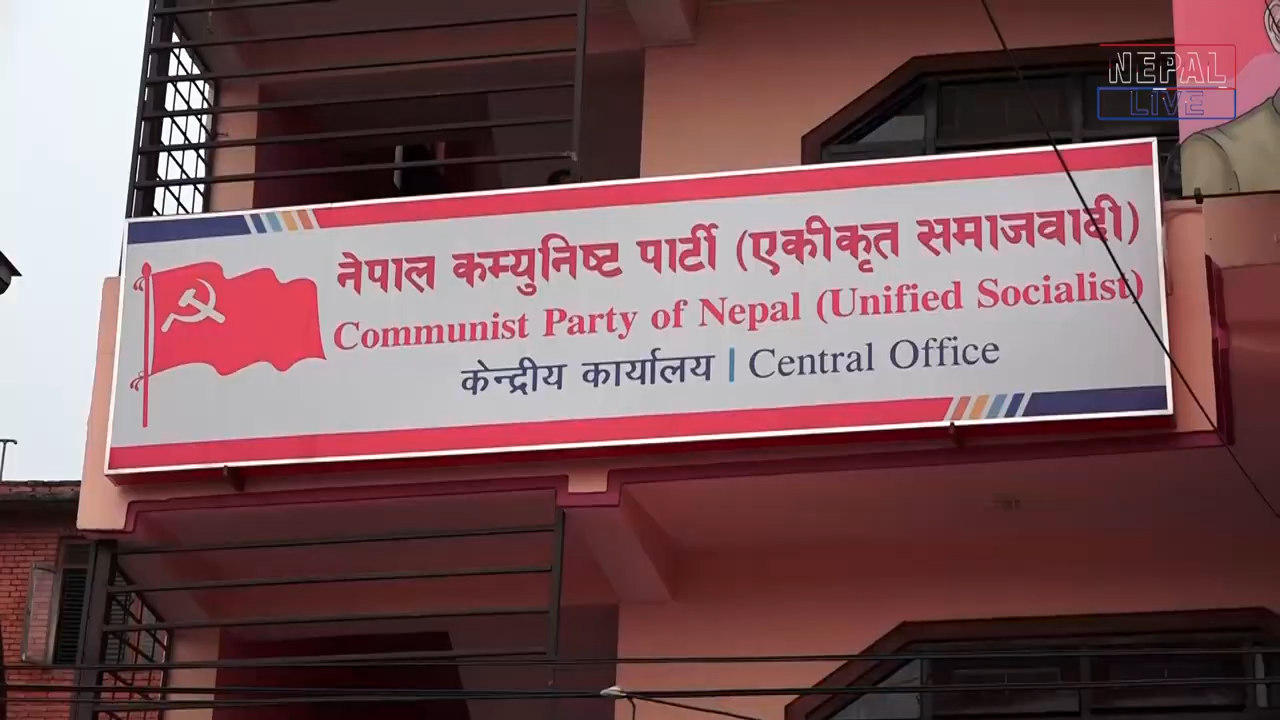 NEPAL
LIVE
नेपाल कम्युनिष्ट पार्टी (एकीकृत समाजवादी)
Communist Party of Nepal (Unified Socialist)
केन्द्रीय कार्यालय | Central Office